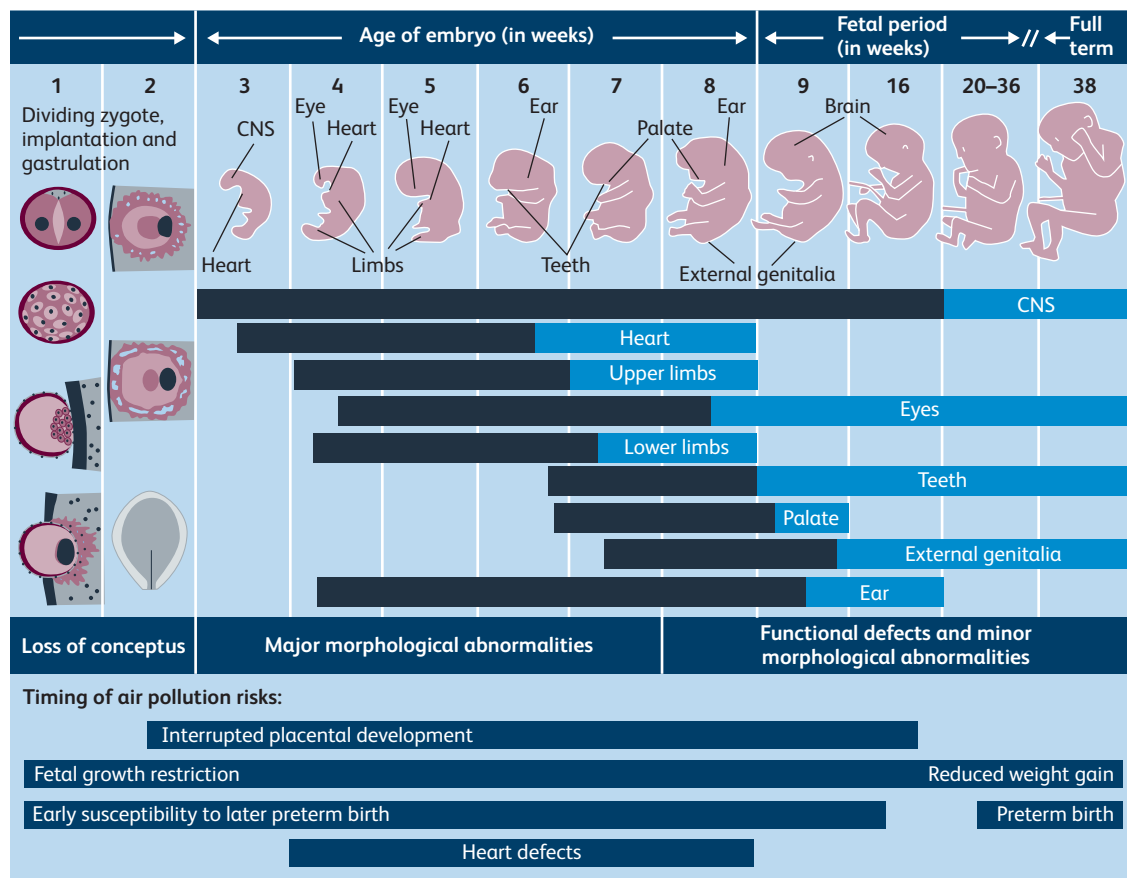 Age of embryo (in weeks)
Fetal period
(in weeks)
Full
term
1
2
3
4
5
6
7
8
9
16
20–36
38
Dividing zygote,
implantation and
gastrulation
CNS
Heart
Eye
Heart
Eye
Heart
Limbs
Ear
Teeth
Palate
Ear
External genitalia
Brain
CNS
Heart
Upper limbs
Eyes
Lower limbs
Teeth
Palate
External genitalia
Ear
Loss of conceptus
Major morphological abnormalities
Functional defects and minor
morphological abnormalities
Timing of air pollution risks:
Interrupted placental development
Fetal growth restriction
Reduced weight gain
Early susceptibility to later preterm birth
Preterm birth
Heart defects